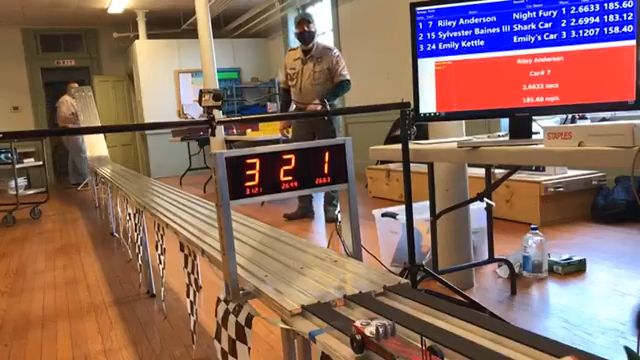 1 7 Riley Anderson Night Fury 1 2.6633 185.60
2 15 Sylvester Baines III Shark Car 2 2.6994 183.12
3 24 Emily Kettle Emily's Car 3 3.1207 158.40
Riley Anderson
Car# 7
2.6633 secs
185.60 mph
EXIT
STAPLES
3 2 1
3.121 2.699 2.663